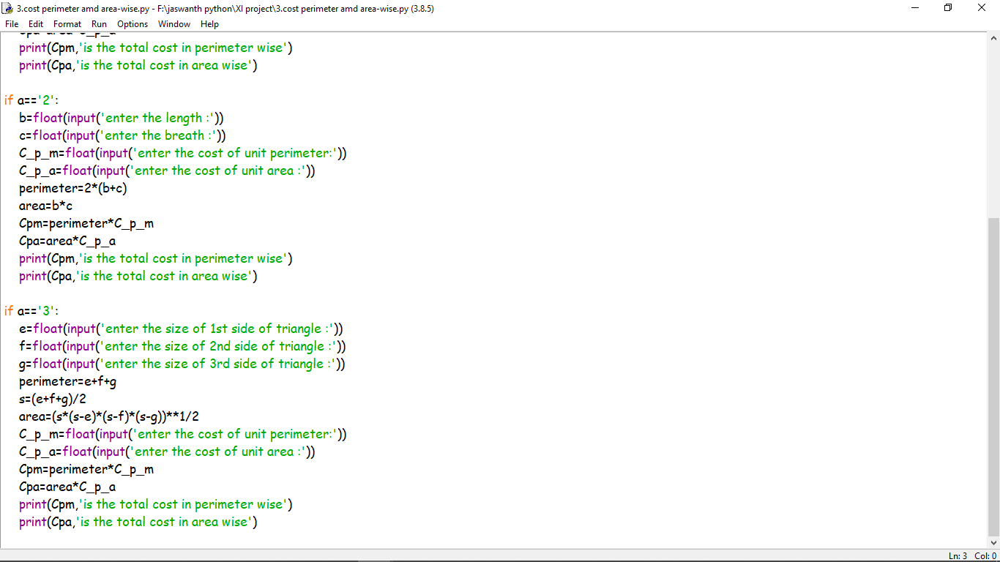 3.cost perimeter amd area-wise.py - F:\jaswanth python\XI project\3.cost perimeter amd area-wise.py (3.8.5)
File Edit Format Run Options Window Help
Cpa=area*C_p_a
print(Cpm,'is the total cost in perimeter wise')
print(Cpa,'is the total cost in area wise')
if a=='2':
b=float(input('enter the length :'))
c=float(input('enter the breath :'))
C_p_m=float(input('enter the cost of unit perimeter:'))
C_p_a=float(input('enter the cost of unit area :'))
perimeter=2*(b+c)
area=b*c
Cpm=perimeter*C_p_m
Cpa=area*C_p_a
print(Cpm,'is the total cost in perimeter wise')
print(Cpa,'is the total cost in area wise')
if a=='3':
e=float(input('enter the size of 1st side of triangle :'))
f=float(input('enter the size of 2nd side of triangle :'))
g=float(input('enter the size of 3rd side of triangle :'))
perimeter=e+f+g
s=(e+f+g)/2
area=(s*(s-e)*(s-f)*(s-g))**1/2
C_p_m=float(input('enter the cost of unit perimeter:'))
C_p_a=float(input('enter the cost of unit area :'))
Cpm=perimeter*C_p_m
Cpa=area*C_p_a
print(Cpm,'is the total cost in perimeter wise')
print(Cpa,'is the total cost in area wise')
Ln: 3 Col: 0